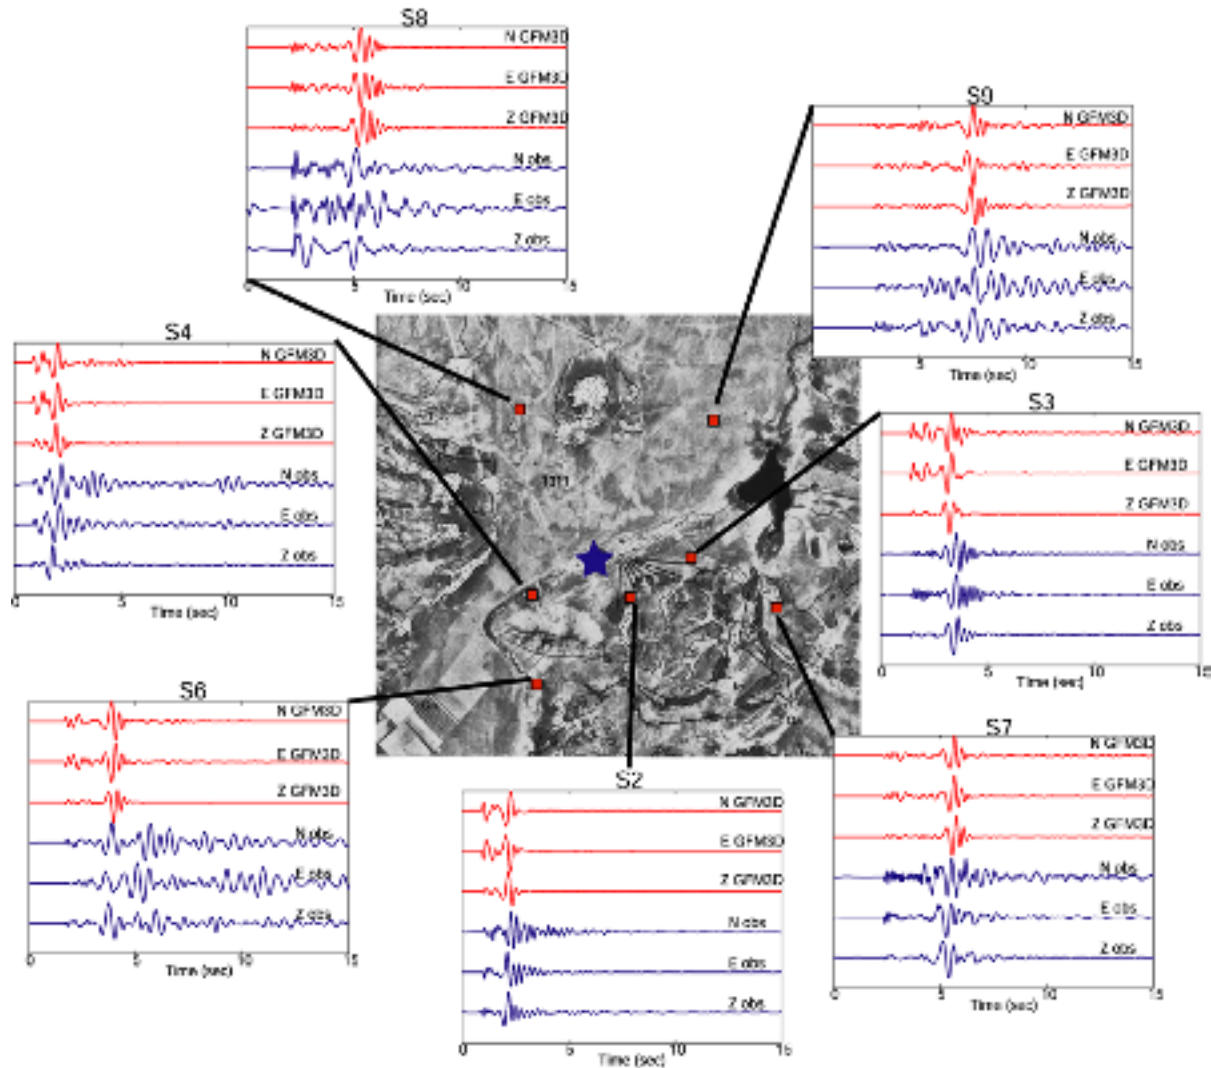 S8
N GFM3D
E GFM3D
Z GFM3D
N obs
E obs
Z obs
0 5 10 15
Time (sec)
S9
N GFM3D
E GFM3D
Z GFM3D
N obs
E obs
Z obs
5 10 15
Time (sec)
S4
N GFM3D
E GFM3D
Z GFM3D
N obs
E obs
Z obs
0 5 10 15
Time (sec)
S3
N GFM3D
E GFM3D
Z GFM3D
N obs
E obs
Z obs
0 5 10 15
Time (sec)
S6
N GFM3D
E GFM3D
Z GFM3D
N obs
E obs
Z obs
0 5 10 15
Time (sec)
S7
N GFM3D
E GFM3D
Z GFM3D
N obs
E obs
Z obs
0 5 10 15
Time (sec)
S2
N GFM3D
E GFM3D
Z GFM3D
N obs
E obs
Z obs
0 5 10 15
Time (sec)